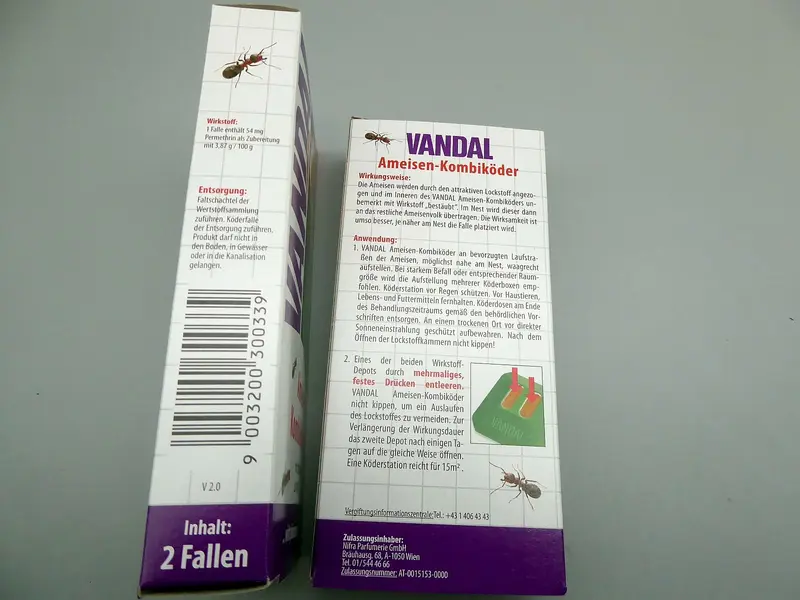 Wirkstoff:
1 Falle enthält 54 mg
Permethrin als Zubereitung
mit 3,87 g / 100 g
Entsorgung:
Faltschachtel der
Wertstoffsammlung
zuführen. Köderfalle
der Entsorgung zuführen.
Produkt darf nicht in
den Boden, in Gewässer
oder in die Kanalisation
gelangen.
9 003200 300339
V 2.0
Inhalt:
2 Fallen
VANDAL
Ameisen-Kombiköder
Wirkungsweise:
Die Ameisen werden durch den attraktiven Lockstoff angezo-
gen und im Inneren des VANDAL Ameisen-Kombiköders un-
bemerkt mit Wirkstoff „bestäubt“. Im Nest wird dieser dann
an das restliche Ameisenvolk übertragen. Die Wirksamkeit ist
umso besser, je näher am Nest die Falle platziert wird.
Anwendung:
1. VANDAL Ameisen-Kombiköder an bevorzugten Laufstra-
ßen der Ameisen, möglichst nahe am Nest, waagrecht
aufstellen. Bei starkem Befall oder entsprechender Raum-
größe wird die Aufstellung mehrerer Köderboxen emp-
fohlen. Köderstation vor Regen schützen. Vor Haustieren,
Lebens- und Futtermitteln fernhalten. Köderdosen am Ende
des Behandlungszeitraums gemäß den behördlichen Vor-
schriften entsorgen. An einem trockenen Ort vor direkter
Sonneneinstrahlung geschützt aufbewahren. Nach dem
Öffnen der Lockstoffkammern nicht kippen!
2. Eines der beiden Wirkstoff-
Depots durch mehrmaliges,
festes Drücken entleeren.
VANDAL Ameisen-Kombiköder
nicht kippen, um ein Auslaufen
des Lockstoffes zu vermeiden. Zur
Verlängerung der Wirkungsdauer
das zweite Depot nach einigen Ta-
gen auf die gleiche Weise öffnen.
Eine Köderstation reicht für 15m².
VANDAL
Vergiftungsinformationszentrale: Tel.: +43 1 406 43 43
Zulassungsinhaber:
Nifra Parfumerie GmbH
Bräuhausg. 68, A-1050 Wien
Tel. 01/544 46 66
Zulassungsnummer: AT-0015153-0000